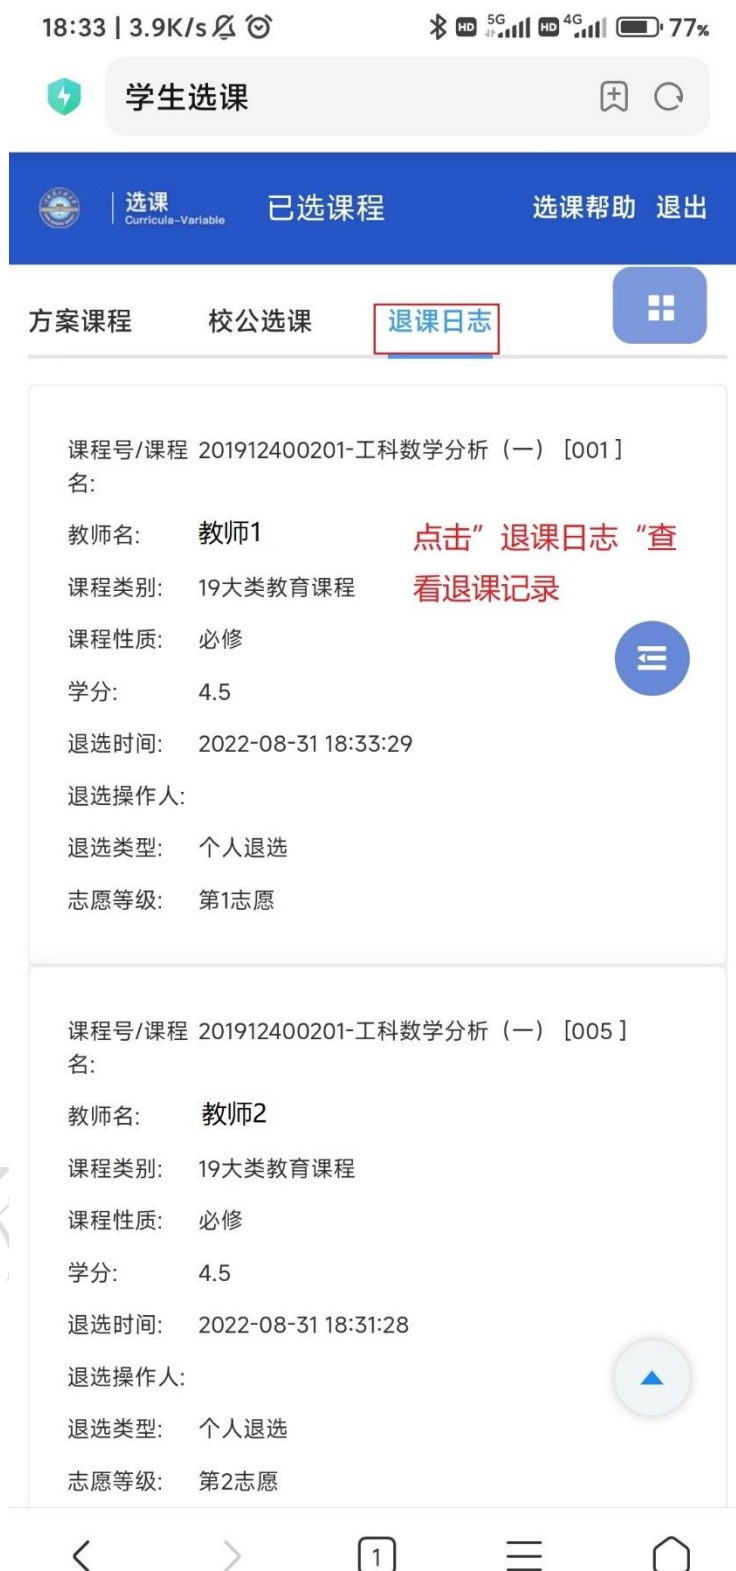 18:33 | 3.9K/s HD 5G HD 4G 77%
学生选课
选课 已选课程 选课帮助 退出
Curricula-Variable
方案课程 校公选课 退课日志
课程号/课程 201912400201-工科数学分析（一） [001 ]
名:
教师名: 教师1 点击”退课日志“查
看退课记录
课程类别: 19大类教育课程
课程性质: 必修
学分: 4.5
退选时间: 2022-08-31 18:33:29
退选操作人:
退选类型: 个人退选
志愿等级: 第1志愿
课程号/课程 201912400201-工科数学分析（一） [005 ]
名:
教师名: 教师2
课程类别: 19大类教育课程
课程性质: 必修
学分: 4.5
退选时间: 2022-08-31 18:31:28
退选操作人:
退选类型: 个人退选
志愿等级: 第2志愿
1